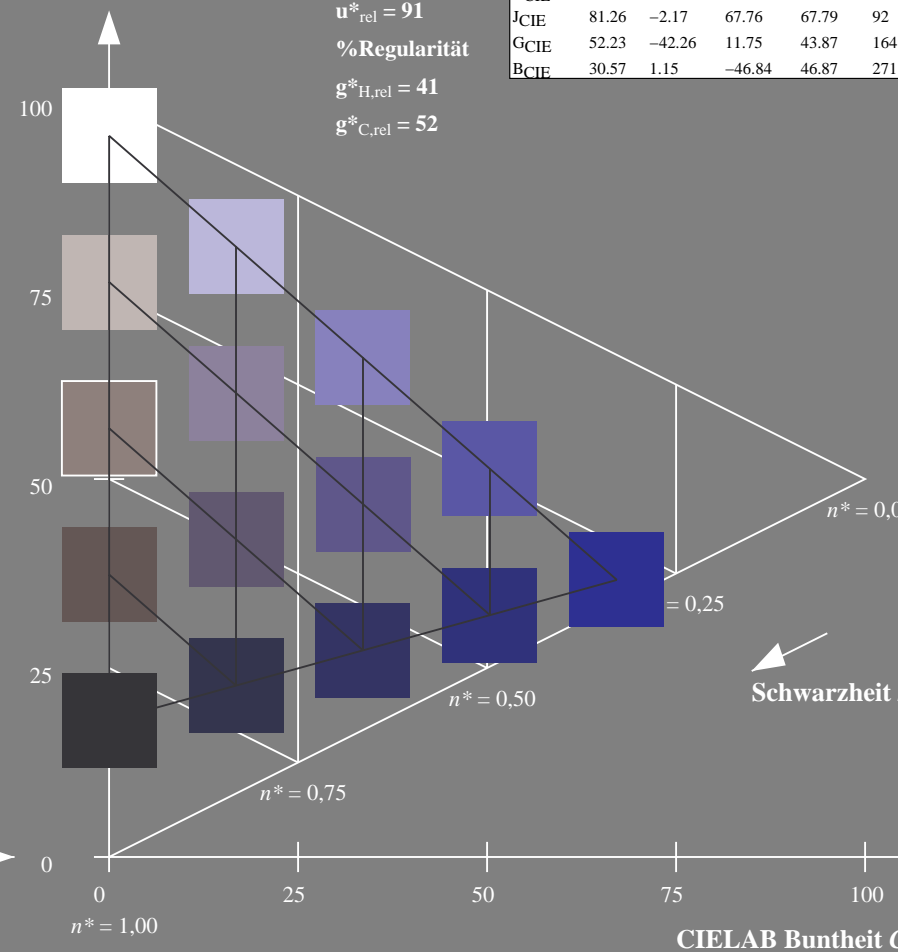 u*rel = 91
%Regularität
g*H,rel = 41
g*C,rel = 52
CIE
JCIE 81.26 −2.17 67.76 67.79 92
GCIE 52.23 −42.26 11.75 43.87 164
BCIE 30.57 1.15 −46.84 46.87 271
100
75
50
25
0
n* = 0,0
= 0,25
n* = 0,50
n* = 0,75
Schwarzheit
0 25 50 75 100
n* = 1,00
CIELAB Buntheit C